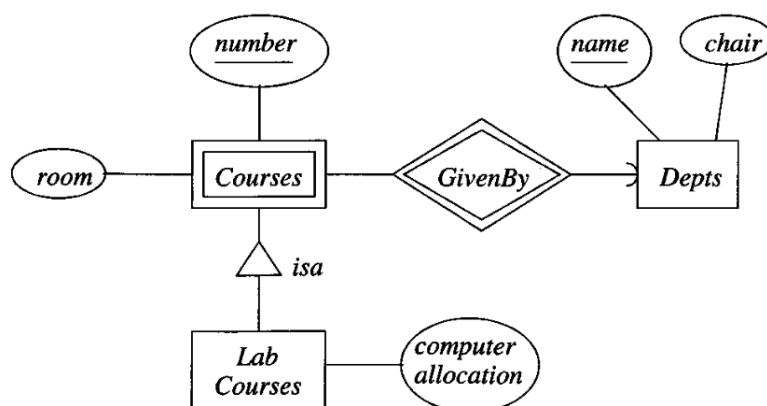 number
name
chair
room
Courses
GivenBy
Depts
isa
Lab
Courses
computer
allocation